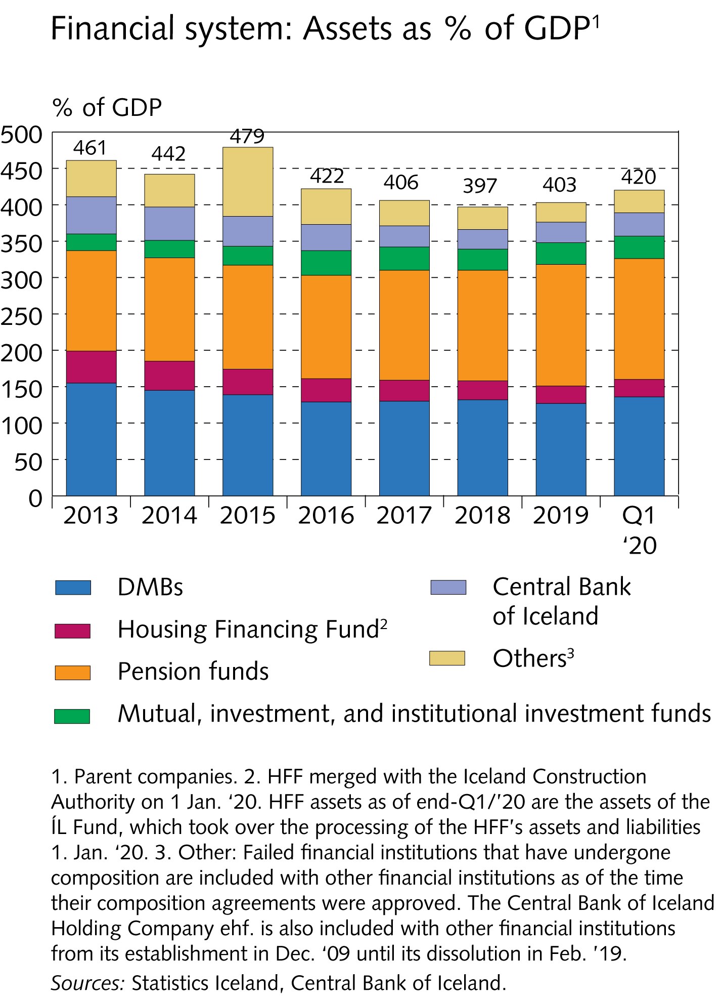 Financial system: Assets as % of GDP¹
% of GDP
500
450
400
350
300
250
200
150
100
50
0
461
442
479
422
406
397
403
420
2013
2014
2015
2016
2017
2018
2019
Q1
‘20
DMBs
Housing Financing Fund²
Pension funds
Mutual, investment, and institutional investment funds
Central Bank
of Iceland
Others³
1. Parent companies. 2. HFF merged with the Iceland Construction
Authority on 1 Jan. ‘20. HFF assets as of end-Q1/’20 are the assets of the
ÍL Fund, which took over the processing of the HFF’s assets and liabilities
1. Jan. ‘20. 3. Other: Failed financial institutions that have undergone
composition are included with other financial institutions as of the time
their composition agreements were approved. The Central Bank of Iceland
Holding Company ehf. is also included with other financial institutions
from its establishment in Dec. ‘09 until its dissolution in Feb. ’19.
Sources: Statistics Iceland, Central Bank of Iceland.